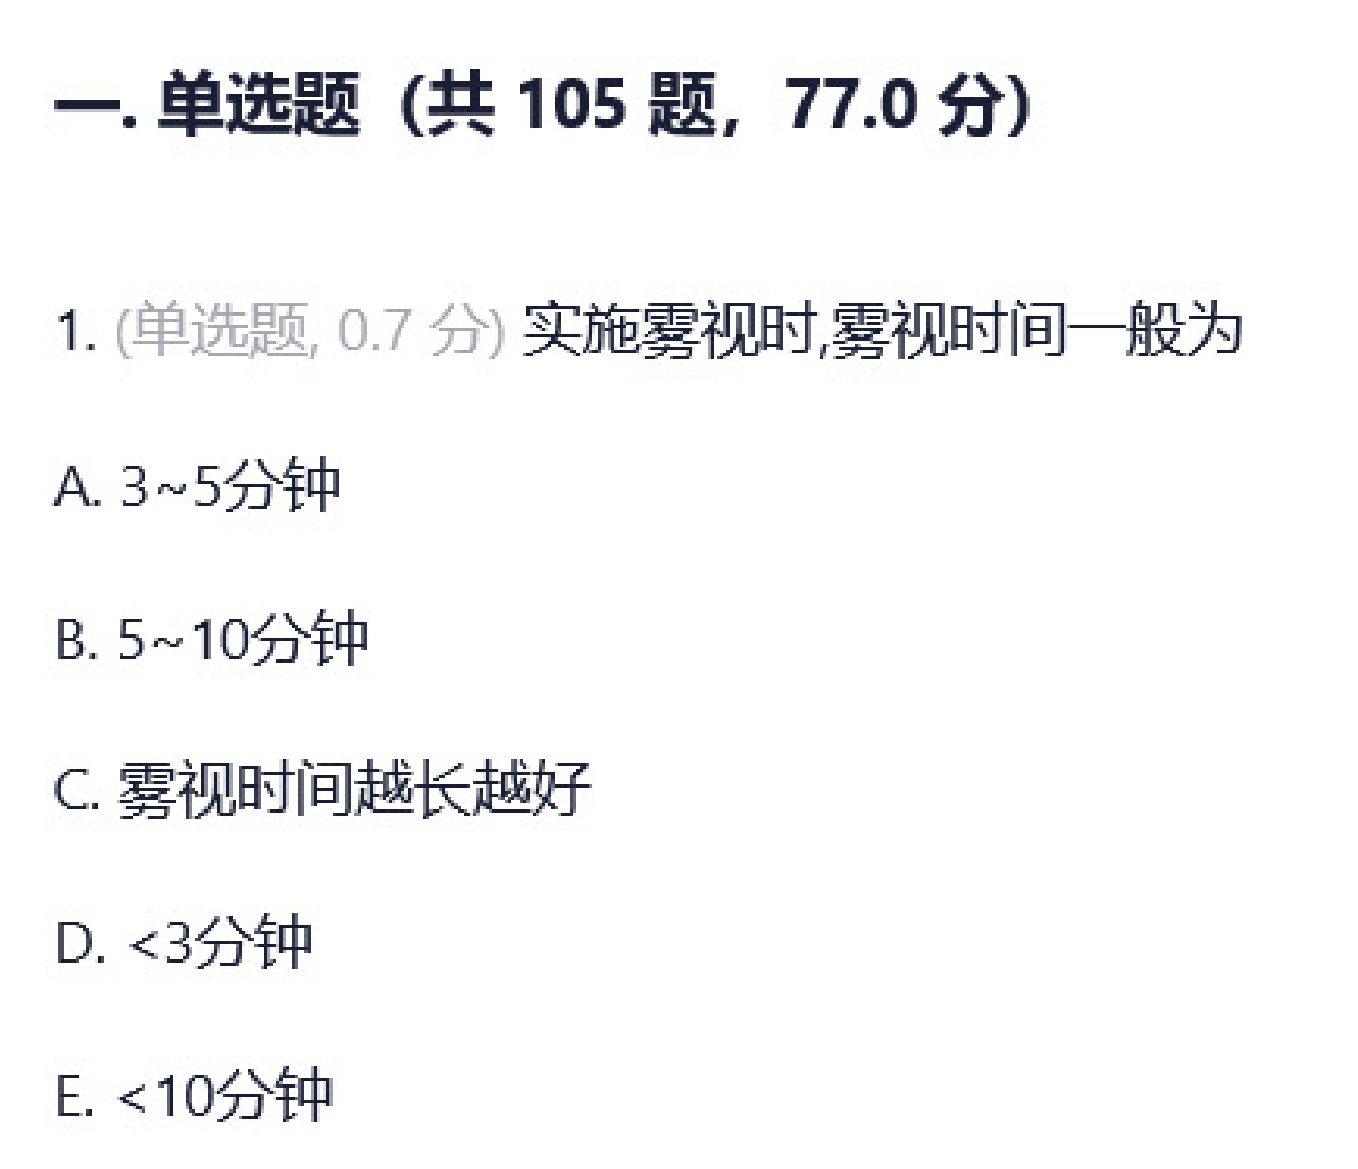 一. 单选题（共 105 题，77.0 分）
1. (单选题, 0.7 分) 实施雾视时,雾视时间一般为
A. 3~5分钟
B. 5~10分钟
C. 雾视时间越长越好
D. <3分钟
E. <10分钟